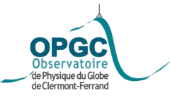 OPGC
Observatoire
de Physique du Globe
de Clermont-Ferrand